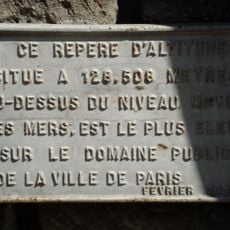 CE REPERE D'ALTITUDE
SITUE A 128,508 METRES
AU-DESSUS DU NIVEAU MOYEN
DES MERS, EST LE PLUS ELEVE
SUR LE DOMAINE PUBLIC
DE LA VILLE DE PARIS
FEVRIER